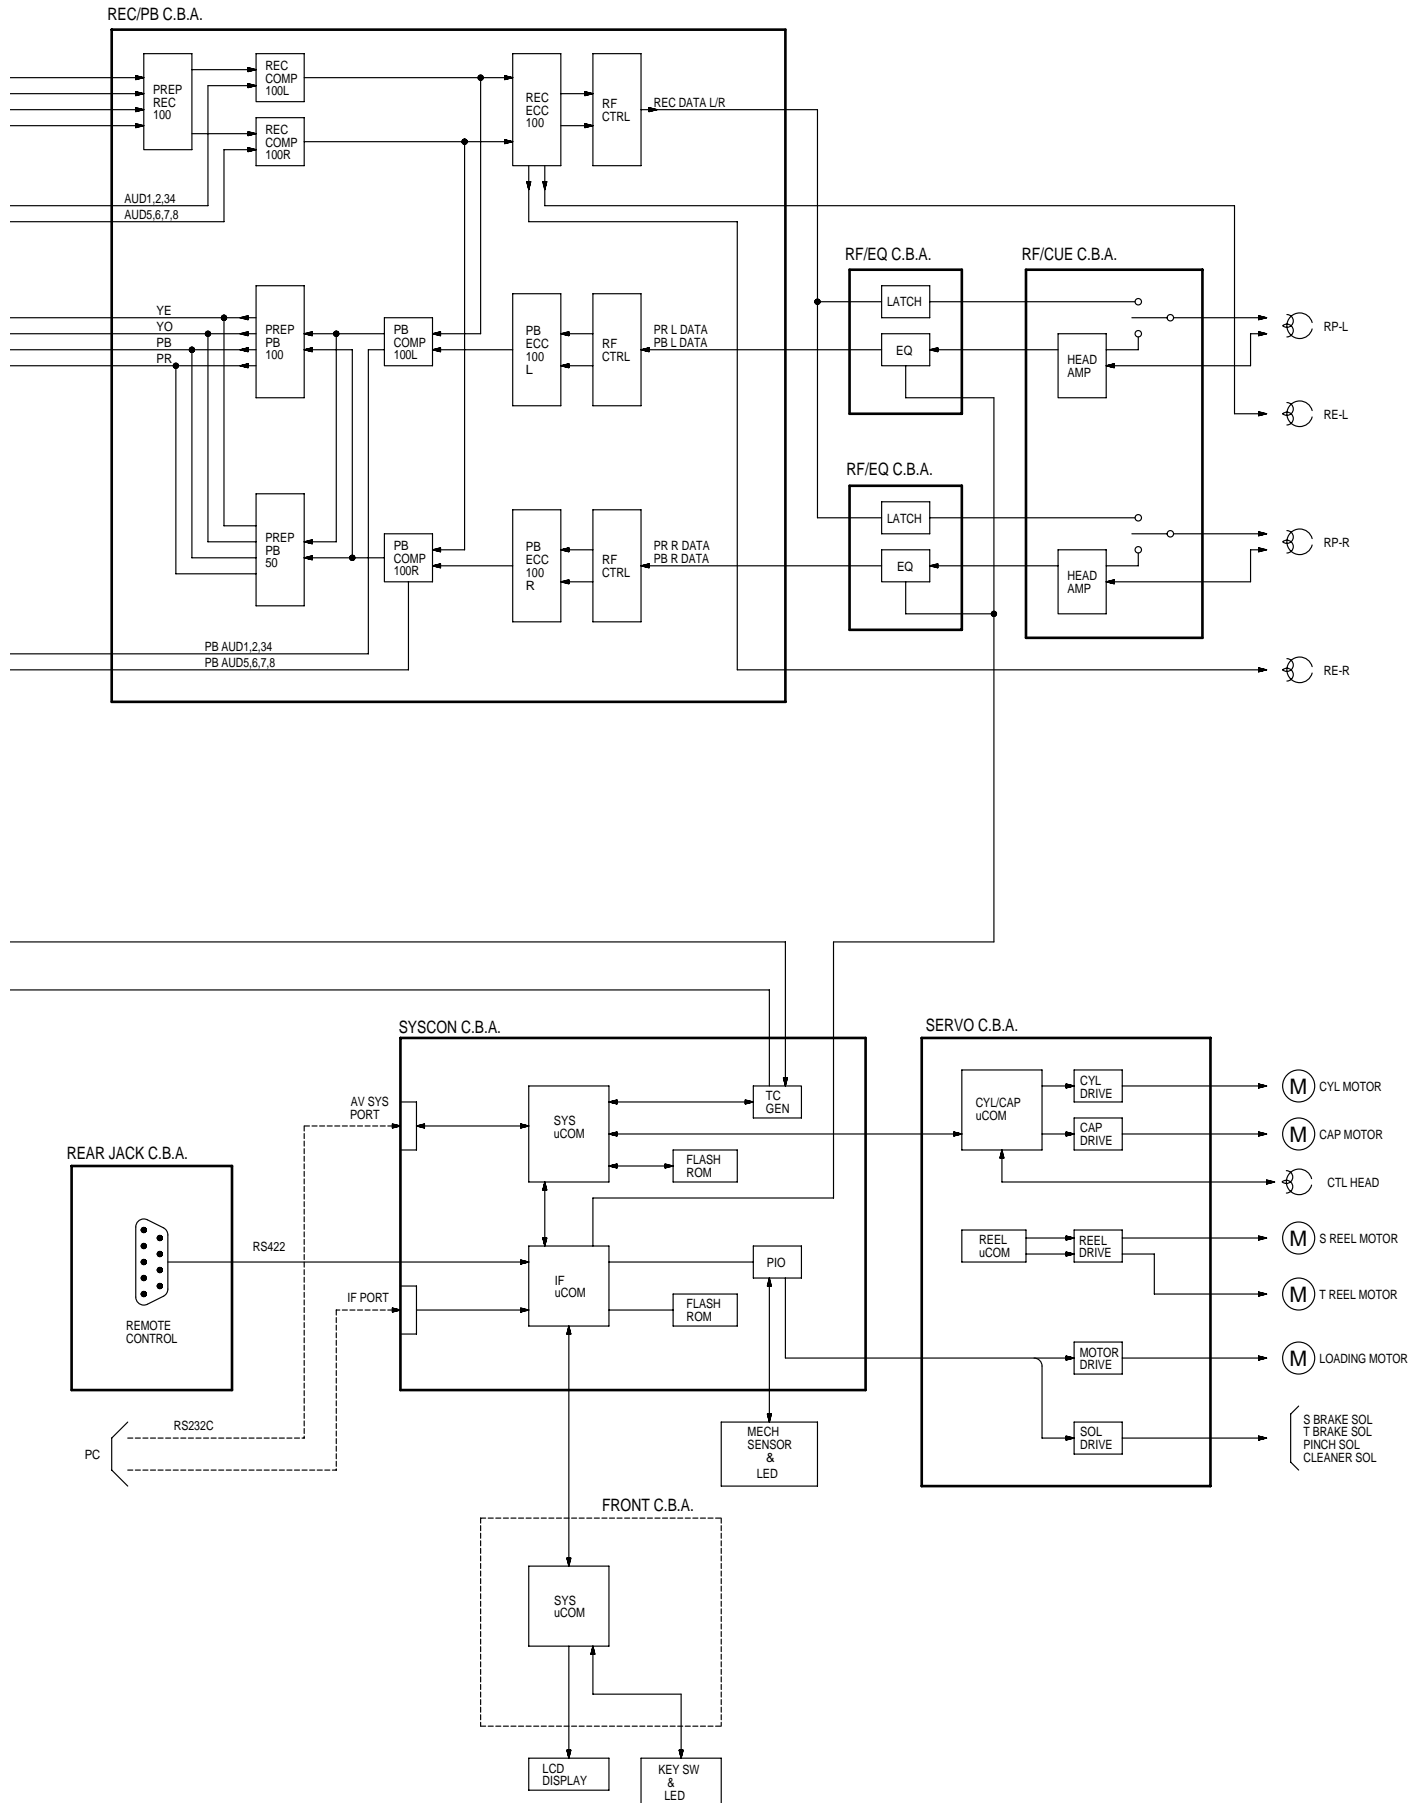 REC/PB C.B.A.
PREP
REC
100
REC
COMP
100L
REC
COMP
100R
REC
ECC
100
RF
CTRL
REC DATA L/R
AUD1,2,34
AUD5,6,7,8
YE
YO
PB
PR
PREP
PB
100
PB
COMP
100L
PB
ECC
100
L
RF
CTRL
PR L DATA
PB L DATA
RF/EQ C.B.A.
LATCH
EQ
RF/CUE C.B.A.
HEAD
AMP
RP-L
RE-L
PREP
PB
50
PB
COMP
100R
PB
ECC
100
R
RF
CTRL
PR R DATA
PB R DATA
RF/EQ C.B.A.
LATCH
EQ
HEAD
AMP
RP-R
RE-R
PB AUD1,2,34
PB AUD5,6,7,8
SYSCON C.B.A.
AV SYS
PORT
SYS
uCOM
TC
GEN
FLASH
ROM
REAR JACK C.B.A.
RS422
REMOTE
CONTROL
IF PORT
IF
uCOM
PIO
FLASH
ROM
PC
RS232C
MECH
SENSOR
&
LED
SERVO C.B.A.
CYL/CAP
uCOM
CYL
DRIVE
M
CYL MOTOR
CAP
DRIVE
M
CAP MOTOR
CTL HEAD
REEL
uCOM
REEL
DRIVE
M
S REEL MOTOR
M
T REEL MOTOR
MOTOR
DRIVE
M
LOADING MOTOR
SOL
DRIVE
S BRAKE SOL
T BRAKE SOL
PINCH SOL
CLEANER SOL
FRONT C.B.A.
SYS
uCOM
LCD
DISPLAY
KEY SW
&
LED